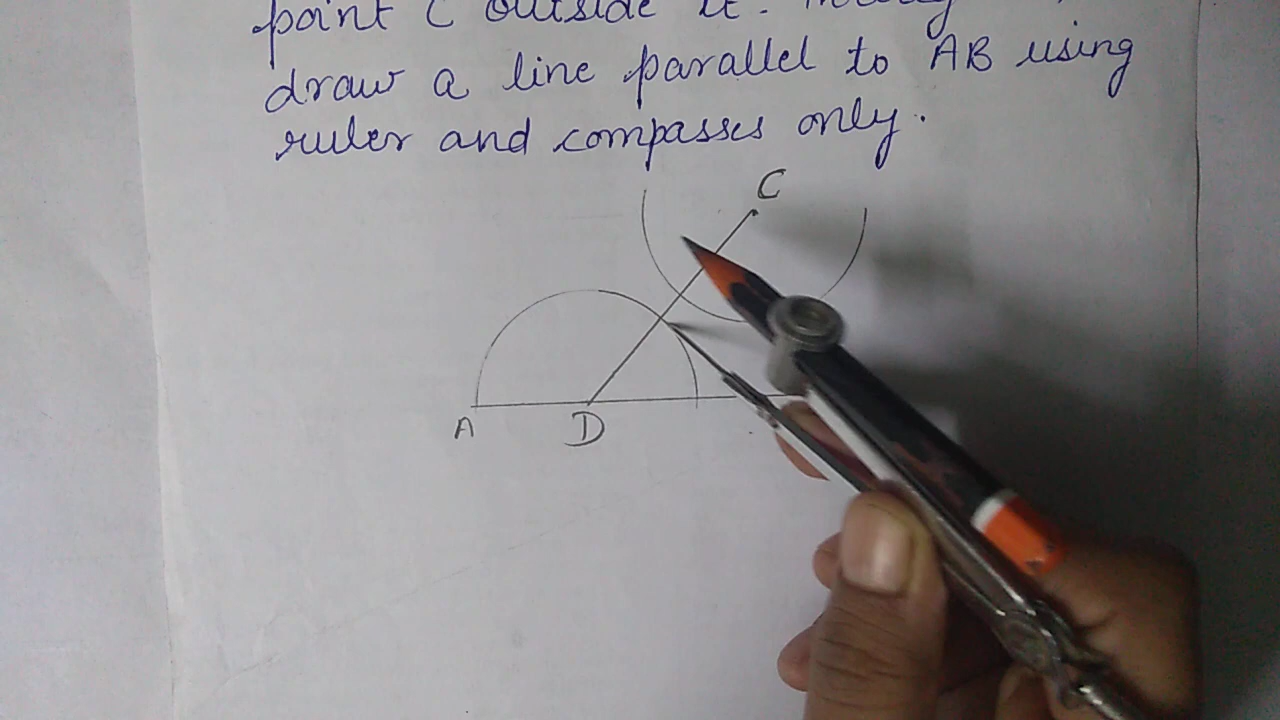 point C outside it.
draw a line parallel to AB using
ruler and compasses only.
C
A D